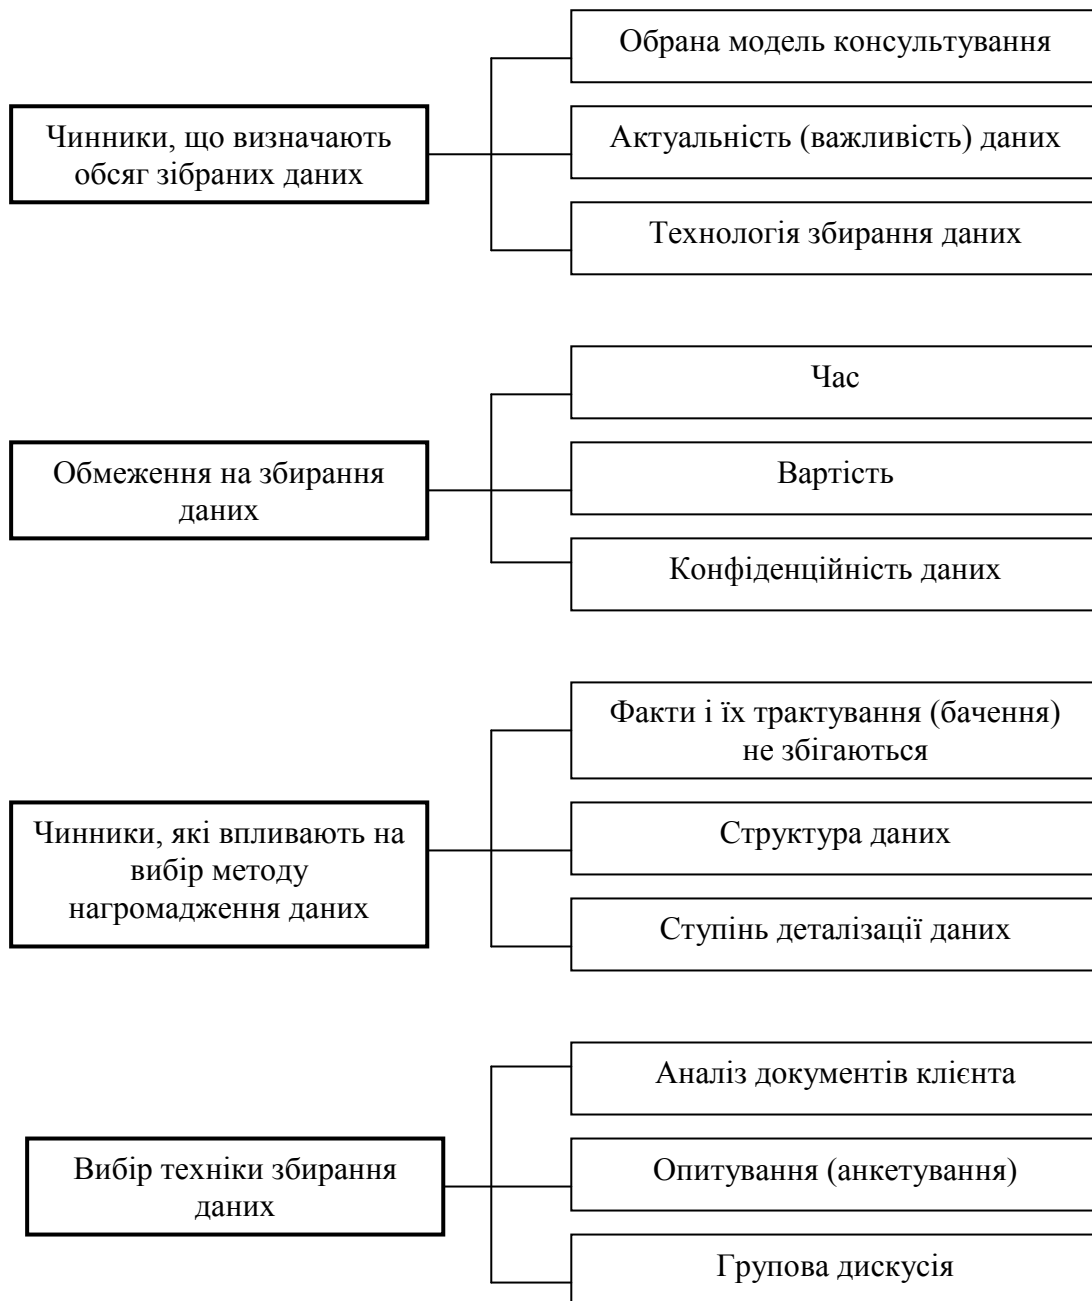 Чинники, що визначають
обсяг зібраних даних
Обрана модель консультування
Актуальність (важливість) даних
Технологія збирання даних
Обмеження на збирання
даних
Час
Вартість
Конфіденційність даних
Чинники, які впливають на
вибір методу
нагромадження даних
Факти і їх трактування (бачення)
не збігаються
Структура даних
Ступінь деталізації даних
Вибір техніки збирання
даних
Аналіз документів клієнта
Опитування (анкетування)
Групова дискусія